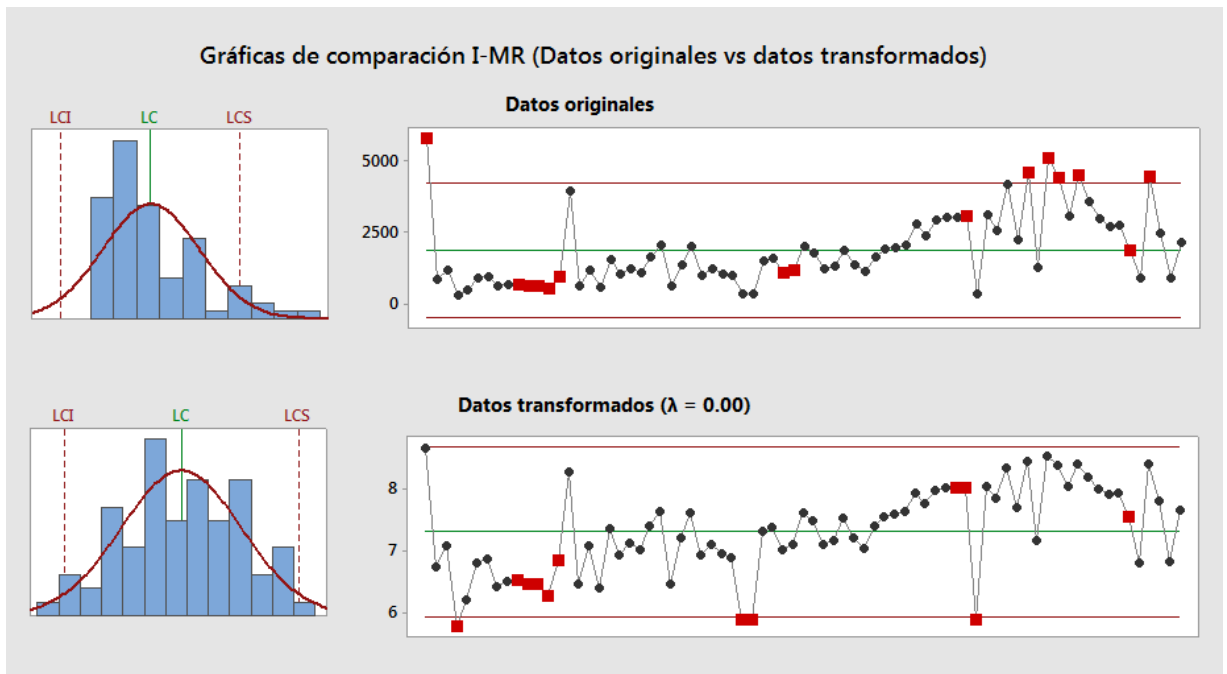 Gráficas de comparación I-MR (Datos originales vs datos transformados)
Datos originales
LCI LC LCS
5000
2500
0
Datos transformados (λ = 0.00)
LCI LC LCS
8
7
6